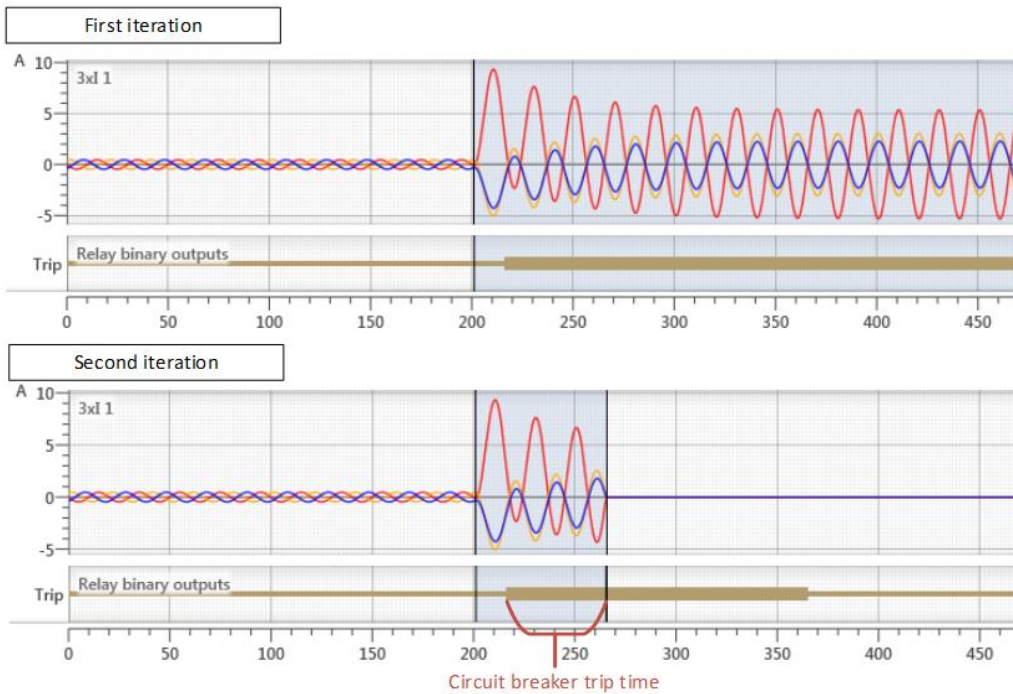 First iteration
A 10
3xI 1
5
0
-5
Relay binary outputs
Trip
0 50 100 150 200 250 300 350 400 450
Second iteration
A 10
3xI 1
5
0
-5
Relay binary outputs
Trip
0 50 100 150 200 250 300 350 400 450
Circuit breaker trip time